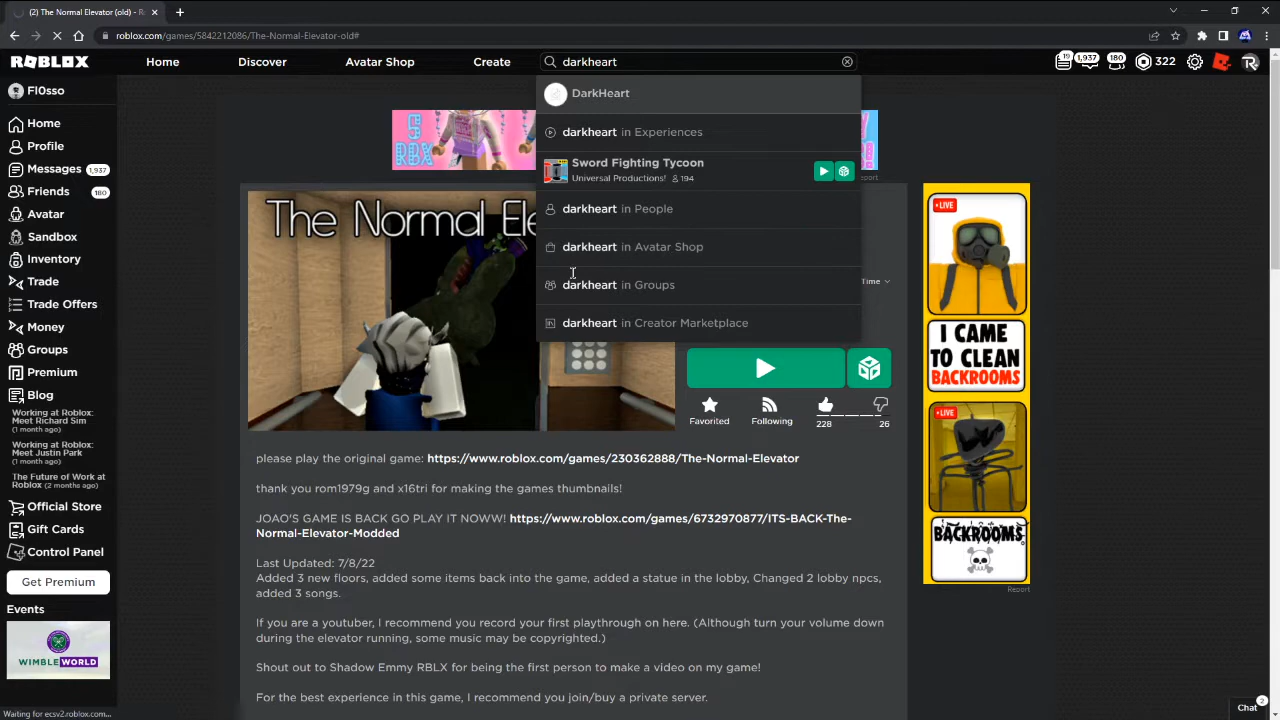 (2) The Normal Elevator (old) - Ro
roblox.com/games/5842212086/The-Normal-Elevator-old#
ROBLOX
Home
Discover
Avatar Shop
Create
darkheart
19
1,937
180
322
Fl0sso
Home
Profile
Messages 1,937
Friends 180
Avatar
Sandbox
Inventory
Trade
Trade Offers
Money
Groups
Premium
Blog
Working at Roblox:
Meet Richard Sim
(1 month ago)
Working at Roblox:
Meet Justin Park
(1 month ago)
The Future of Work at
Roblox (2 months ago)
Official Store
Gift Cards
Control Panel
Get Premium
Events
WIMBLEWORLD
DarkHeart
darkheart in Experiences
Sword Fighting Tycoon
Universal Productions! 194
darkheart in People
darkheart in Avatar Shop
darkheart in Groups
darkheart in Creator Marketplace
5
RBX
Report
The Normal Ele
Time
Favorited
Following
228
26
please play the original game: https://www.roblox.com/games/230362888/The-Normal-Elevator
thank you rom1979g and x16tri for making the games thumbnails!
JOAO'S GAME IS BACK GO PLAY IT NOWW! https://www.roblox.com/games/6732970877/ITS-BACK-The-
Normal-Elevator-Modded
Last Updated: 7/8/22
Added 3 new floors, added some items back into the game, added a statue in the lobby, Changed 2 lobby npcs,
added 3 songs.
If you are a youtuber, I recommend you record your first playthrough on here. (Although turn your volume down
during the elevator running, some music may be copyrighted.)
Shout out to Shadow Emmy RBLX for being the first person to make a video on my game!
For the best experience in this game, I recommend you join/buy a private server.
LIVE
I CAME
TO CLEAN
BACKROOMS
LIVE
BACKROOMS
Report
Chat 2
Waiting for ecsv2.roblox.com...